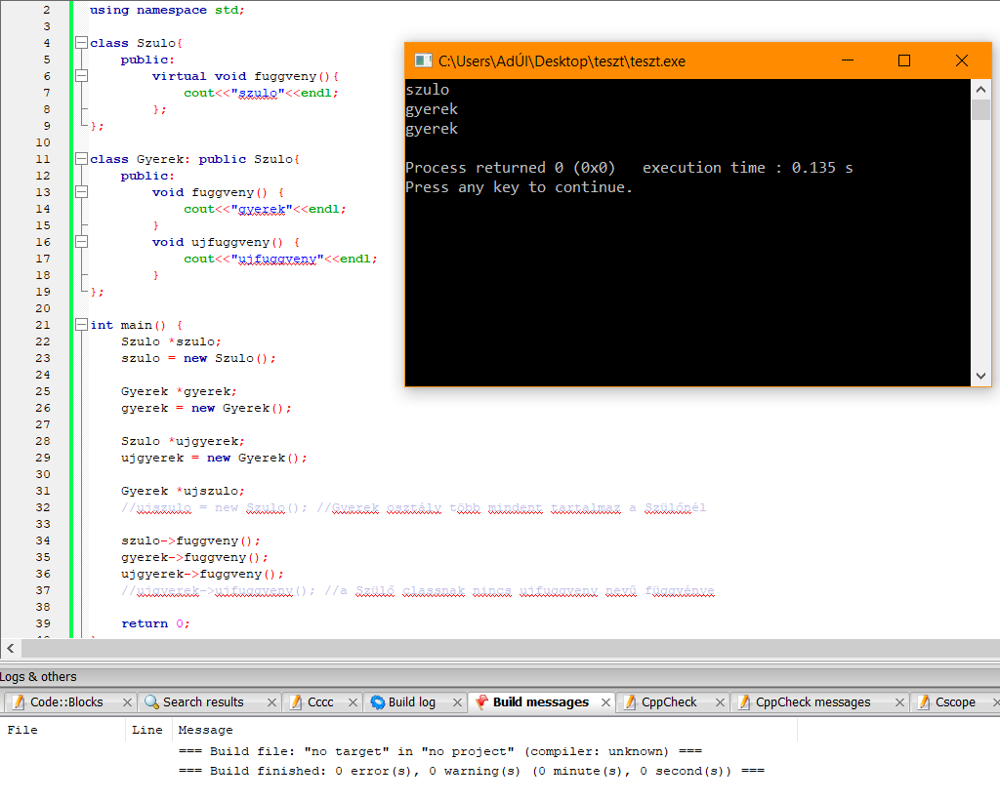 2 using namespace std;
3
4 class Szulo{
5 public:
6 virtual void fuggveny(){
7 cout<<"szulo"<<endl;
8 };
9 };
10
11 class Gyerek: public Szulo{
12 public:
13 void fuggveny() {
14 cout<<"gyerek"<<endl;
15 }
16 void ujfuggveny() {
17 cout<<"ujfuggveny"<<endl;
18 }
19 };
20
21 int main() {
22 Szulo *szulo;
23 szulo = new Szulo();
24
25 Gyerek *gyerek;
26 gyerek = new Gyerek();
27
28 Szulo *ujgyerek;
29 ujgyerek = new Gyerek();
30
31 Gyerek *ujszulo;
32 //ujszulo = new Szulo(); //Gyerek osztály több mindent tartalmaz a Szülőnél
33
34 szulo->fuggveny();
35 gyerek->fuggveny();
36 ujgyerek->fuggveny();
37 //ujgyerek->ujfuggveny(); //a Szülő classnak nincs ujfuggveny nevű függvénye
38
39 return 0;
C:\Users\AdÚl\Desktop\teszt\teszt.exe
szulo
gyerek
gyerek
Process returned 0 (0x0) execution time : 0.135 s
Press any key to continue.
Logs & others
Code::Blocks Search results Cccc Build log Build messages CppCheck CppCheck messages Cscope
File Line Message
=== Build file: "no target" in "no project" (compiler: unknown) ===
=== Build finished: 0 error(s), 0 warning(s) (0 minute(s), 0 second(s)) ===